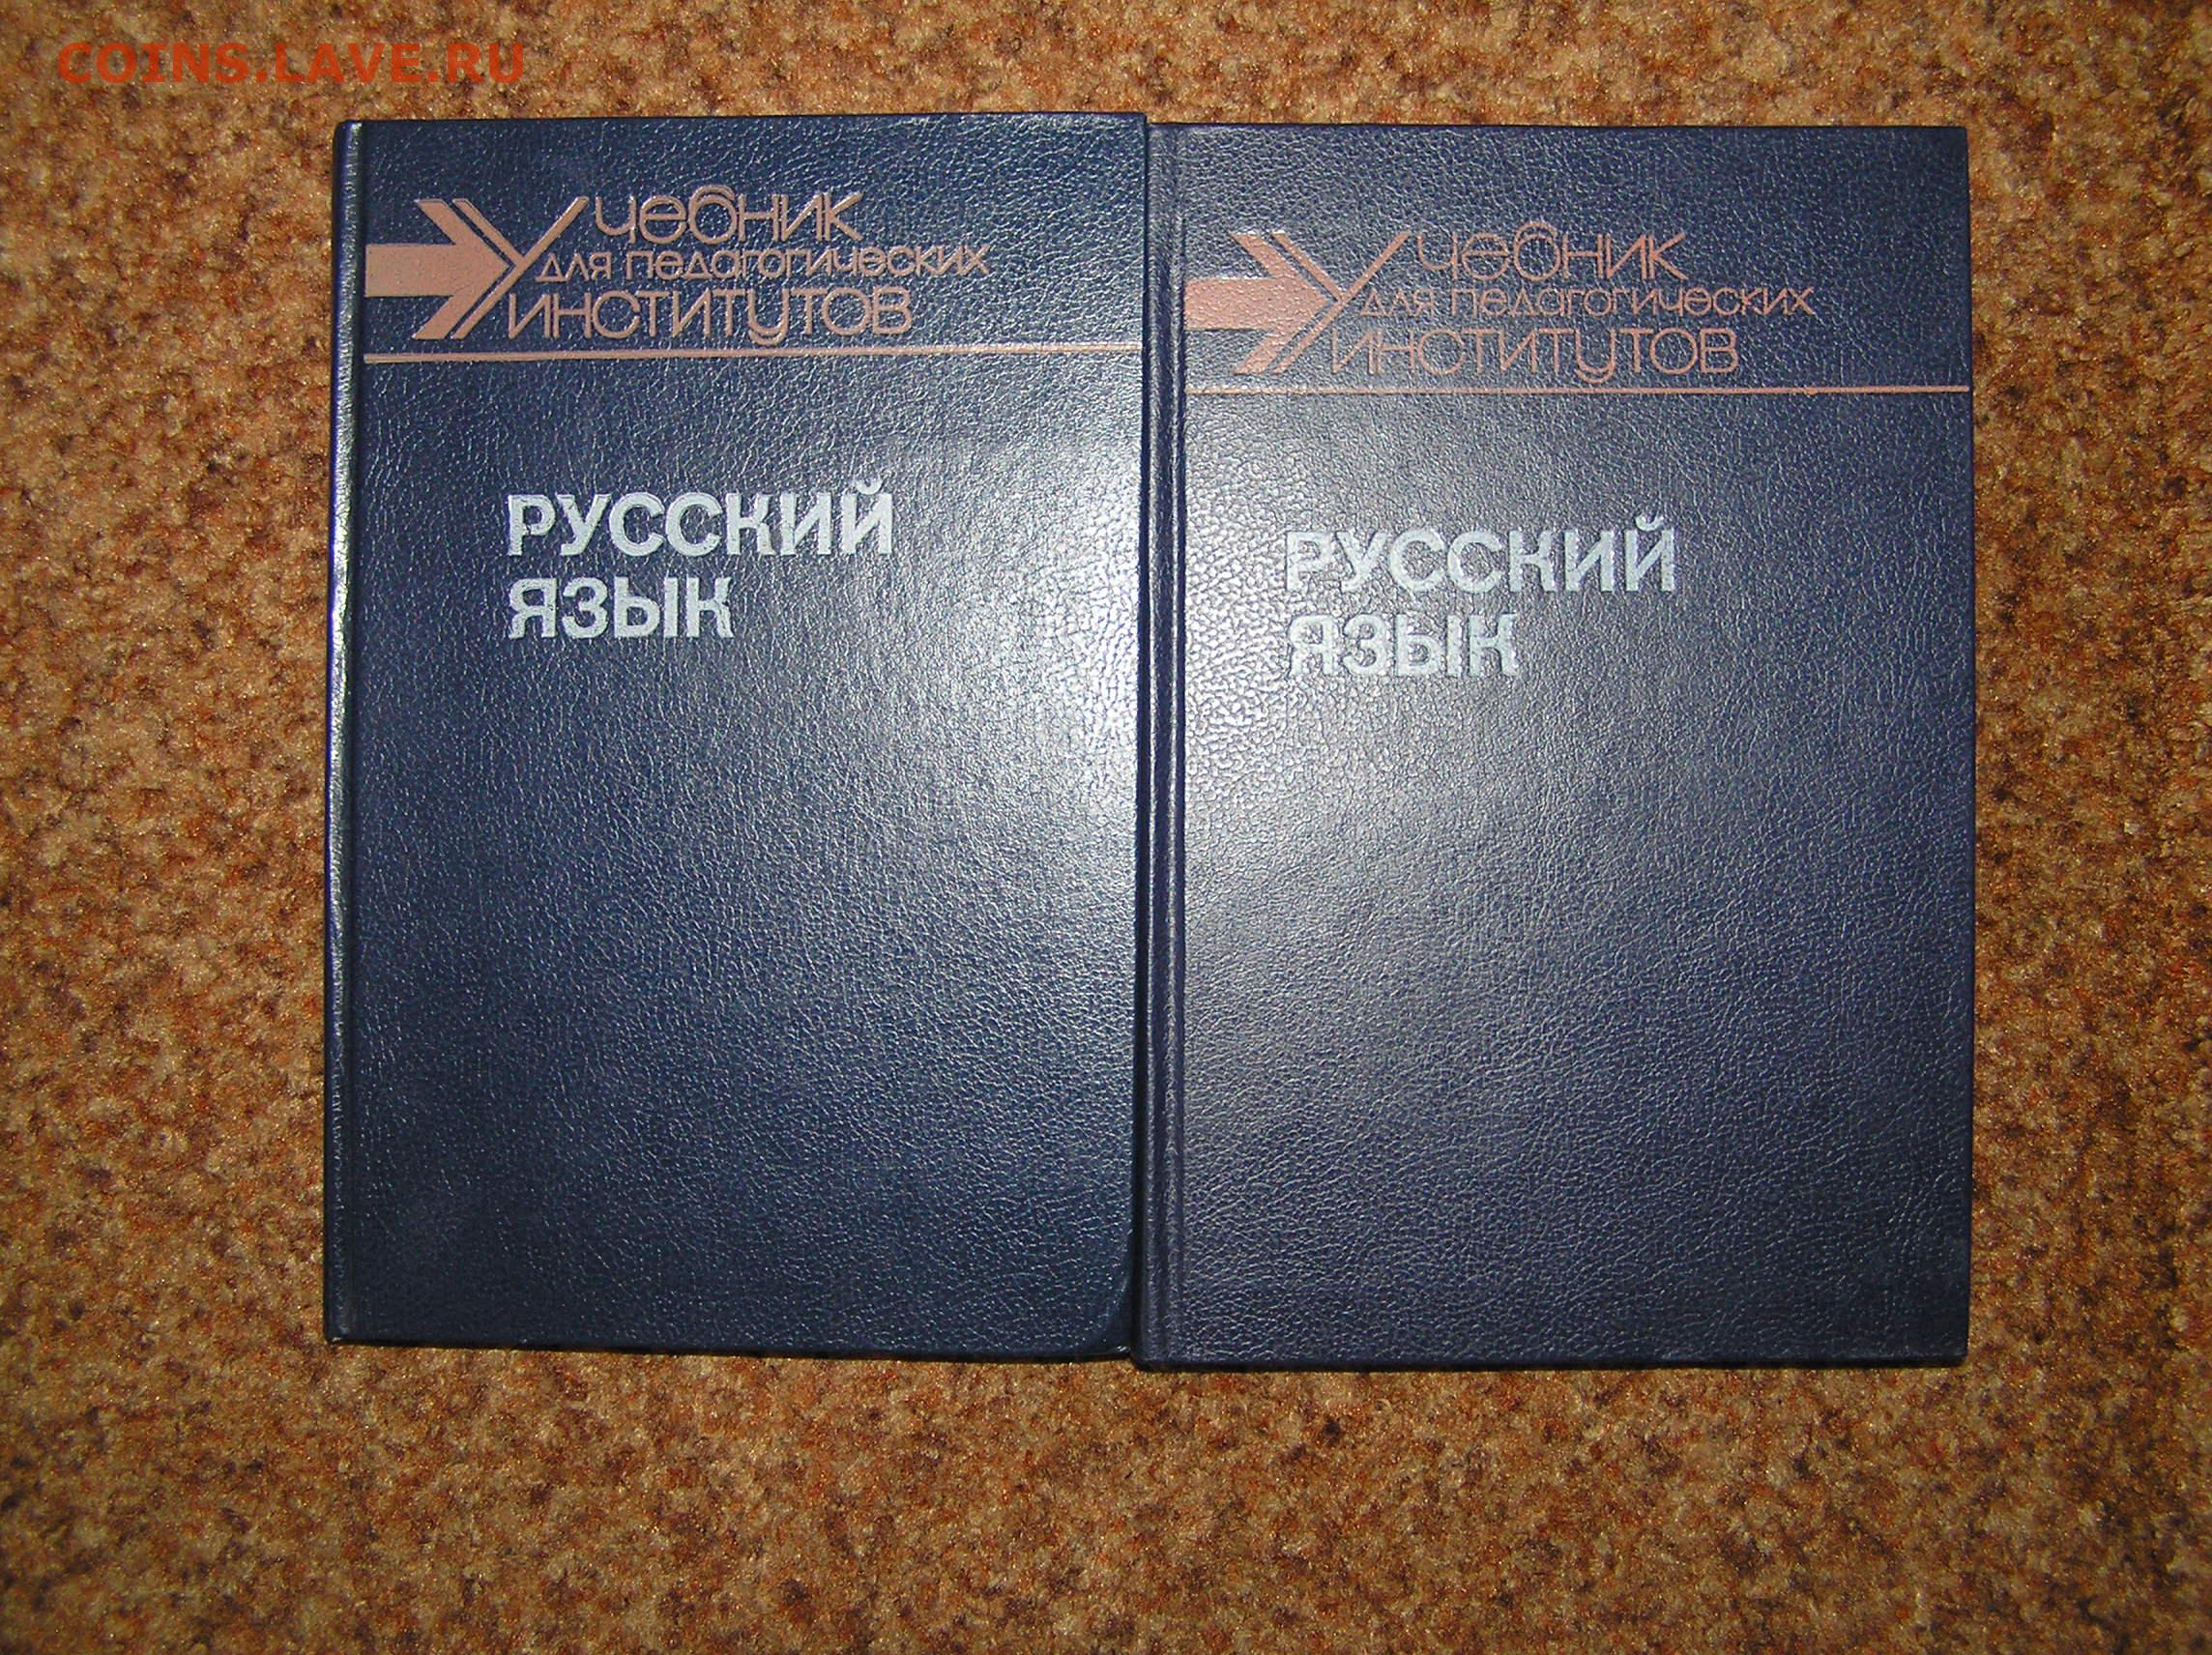 COINS.LAVE.RU
Учебник
для педагогических
институтов
РУССКИЙ
ЯЗЫК
Учебник
для педагогических
институтов
РУССКИЙ
ЯЗЫК